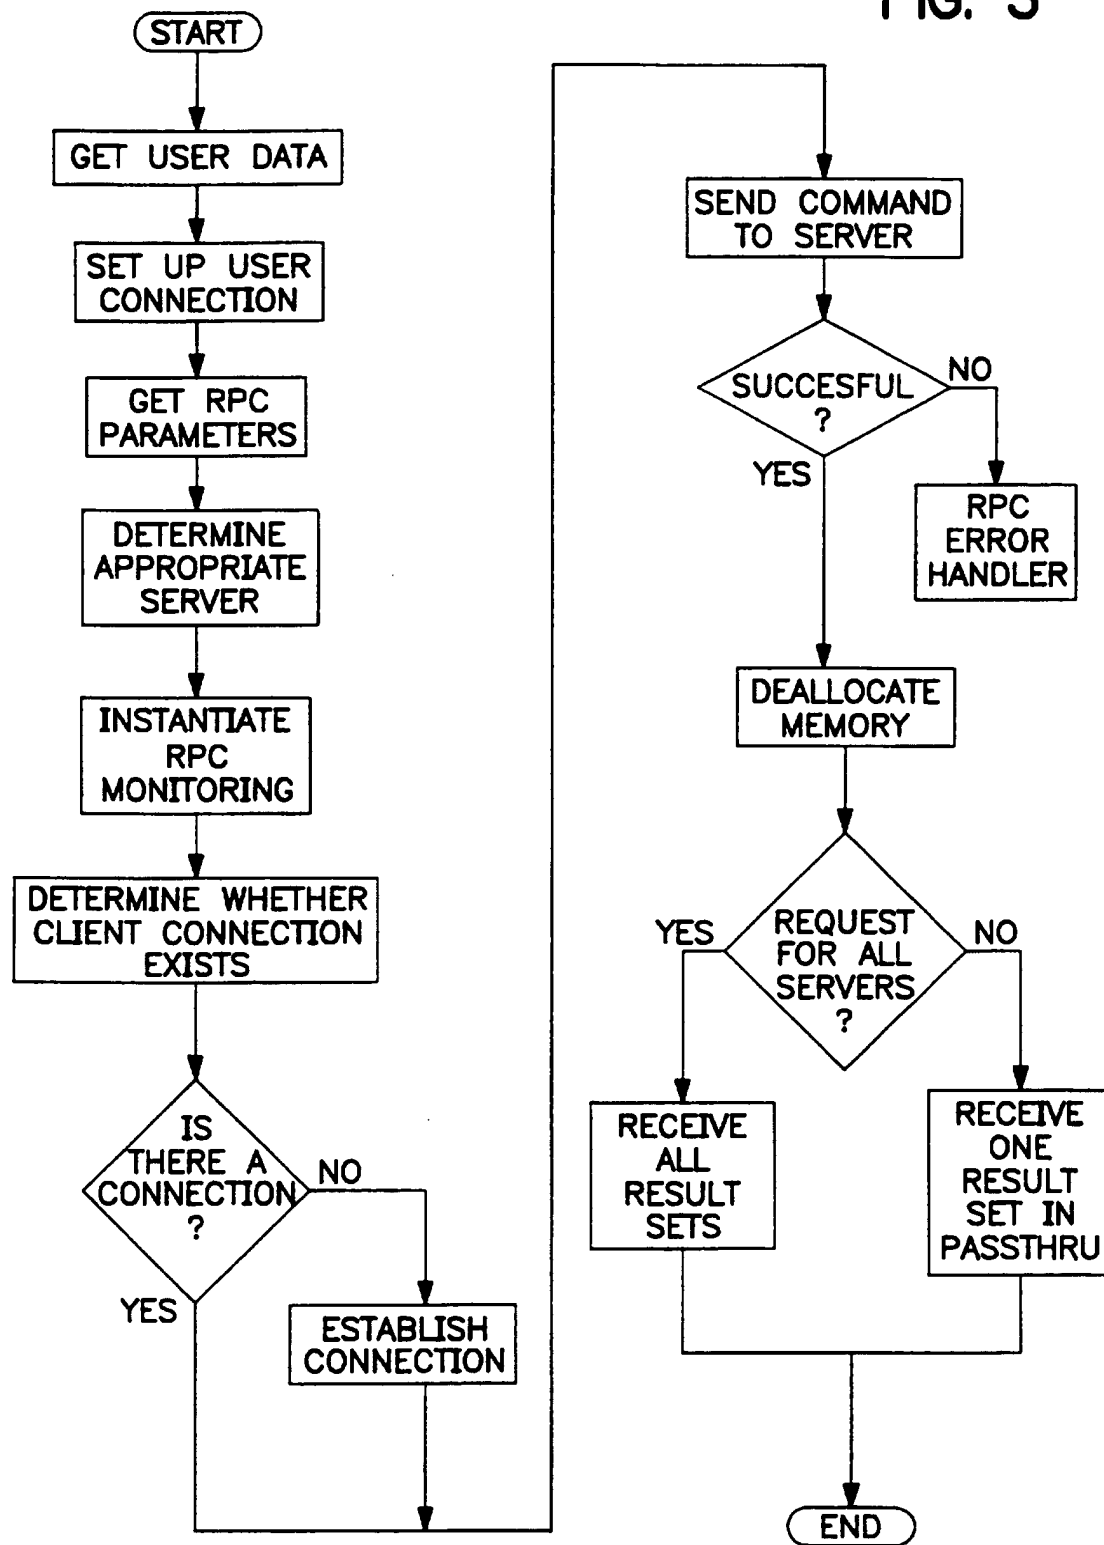 FIG. 3
START
GET USER DATA
SET UP USER
CONNECTION
GET RPC
PARAMETERS
DETERMINE
APPROPRIATE
SERVER
INSTANTIATE
RPC
MONITORING
DETERMINE WHETHER
CLIENT CONNECTION
EXISTS
IS
THERE A
CONNECTION
?
NO
YES
ESTABLISH
CONNECTION
SEND COMMAND
TO SERVER
SUCCESFUL
?
NO
YES
RPC
ERROR
HANDLER
DEALLOCATE
MEMORY
REQUEST
FOR ALL
SERVERS
?
YES
NO
RECEIVE
ALL
RESULT
SETS
RECEIVE
ONE
RESULT
SET IN
PASSTHRU
END